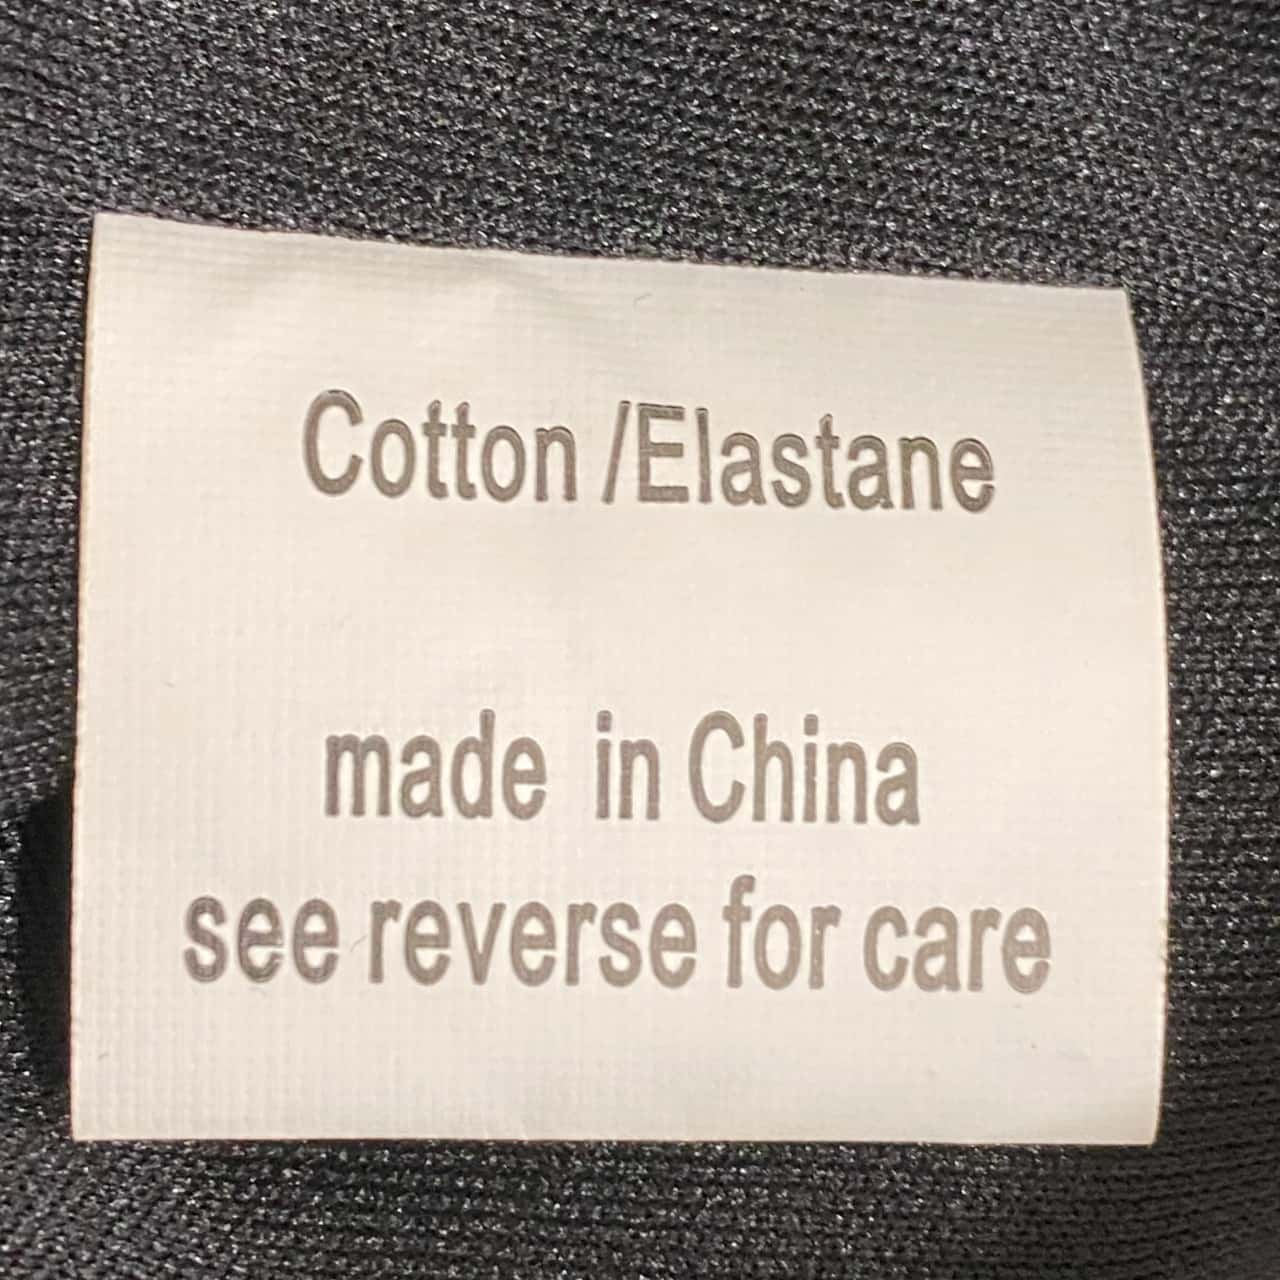 Cotton /Elastane
made in China
see reverse for care